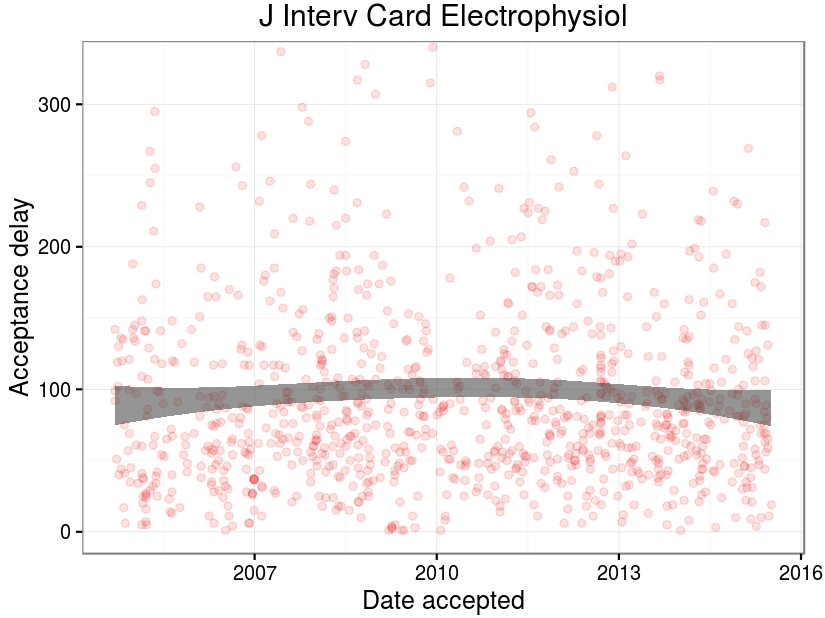 J Interv Card Electrophysiol
Acceptance delay
300
200
100
0
2007 2010 2013 2016
Date accepted